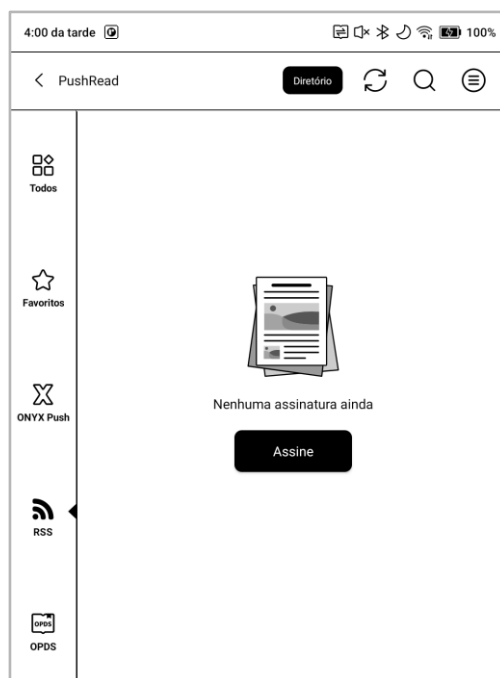 4:00 da tarde 100%
PushRead Diretório
Todos
Favoritos
ONYX Push
RSS
OPDS
OPDS
Nenhuma assinatura ainda
Assine